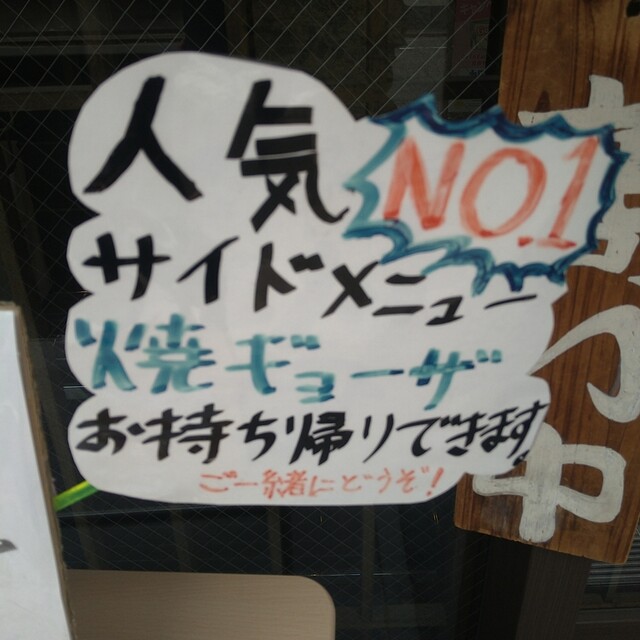 人気
NO.1
サイドメニュー
焼ギョーザ
お持ち帰りできます!
ご一緒にどうぞ!